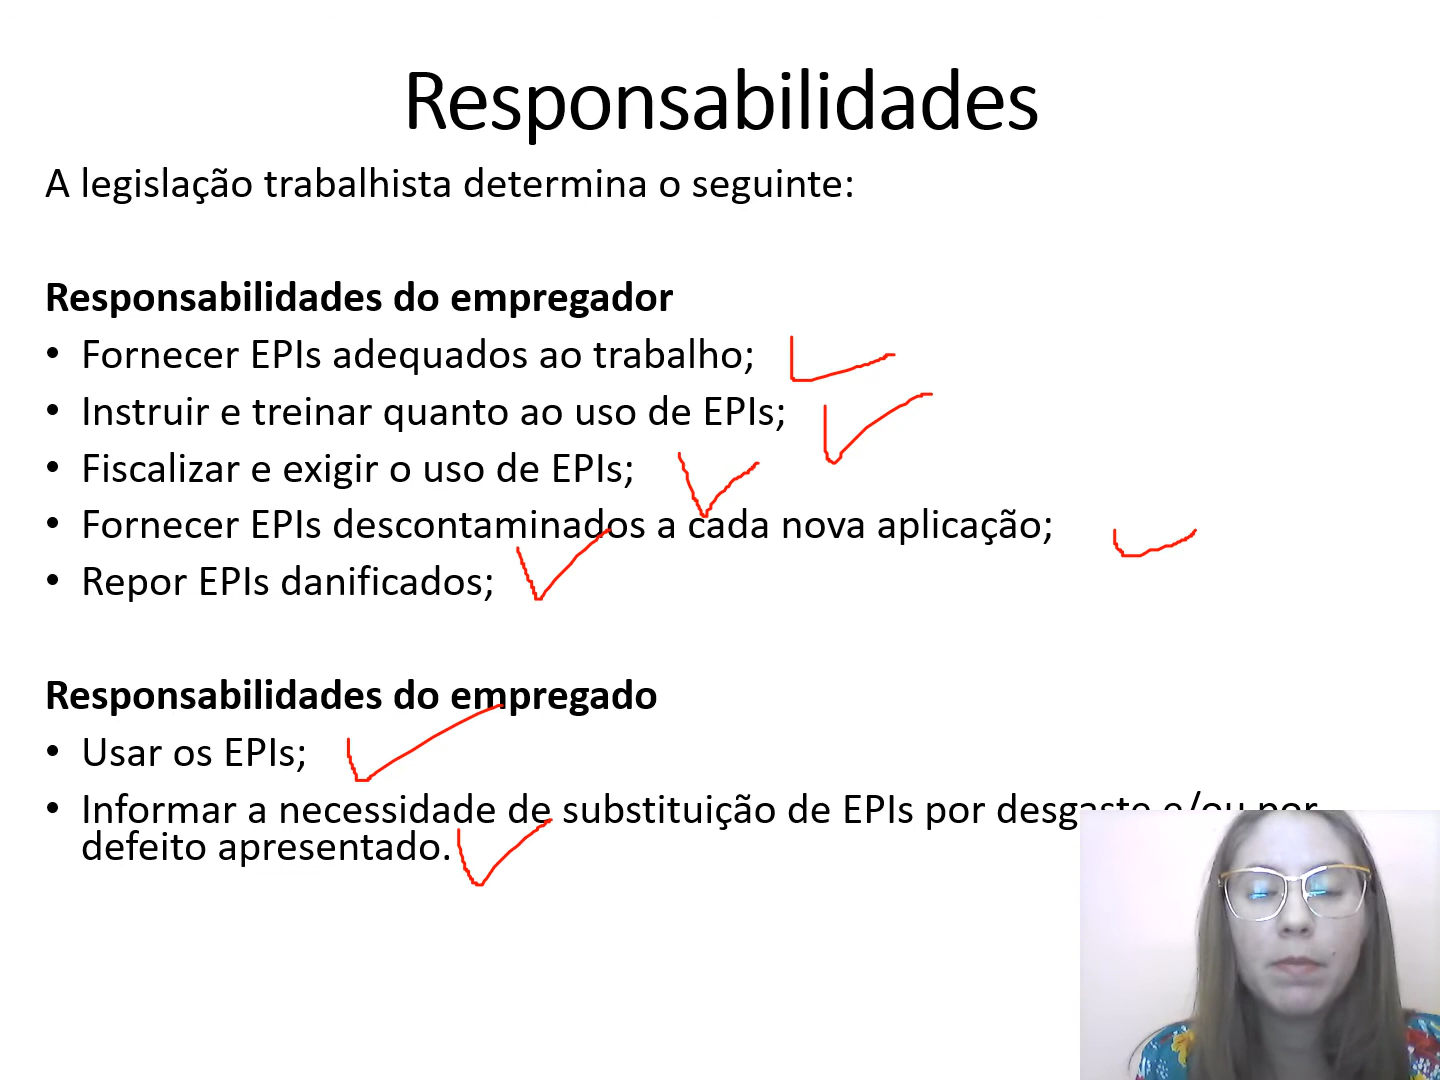 Responsabilidades
A legislação trabalhista determina o seguinte:
Responsabilidades do empregador
• Fornecer EPIs adequados ao trabalho;
• Instruir e treinar quanto ao uso de EPIs;
• Fiscalizar e exigir o uso de EPIs;
• Fornecer EPIs descontaminados a cada nova aplicação;
• Repor EPIs danificados;
Responsabilidades do empregado
• Usar os EPIs;
• Informar a necessidade de substituição de EPIs por desgaste e/ou por
defeito apresentado.